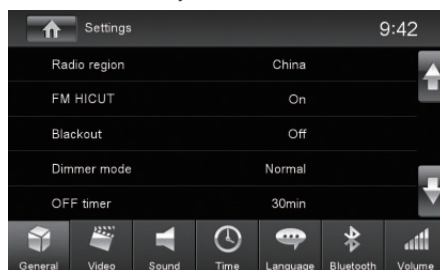 Settings 9:42
Radio region China
FM HICUT On
Blackout Off
Dimmer mode Normal
OFF timer 30min
General Video Sound Time Language Bluetooth Volume